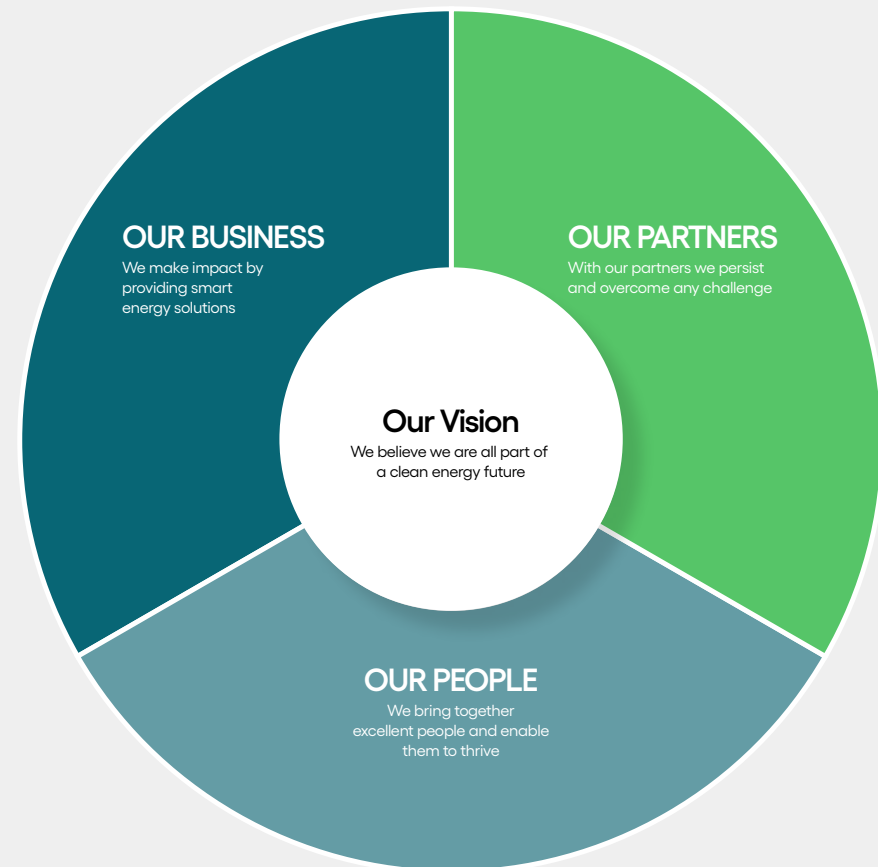 OUR BUSINESS
We make impact by
providing smart
energy solutions
OUR PARTNERS
With our partners we persist
and overcome any challenge
Our Vision
We believe we are all part of
a clean energy future
OUR PEOPLE
We bring together
excellent people and enable
them to thrive